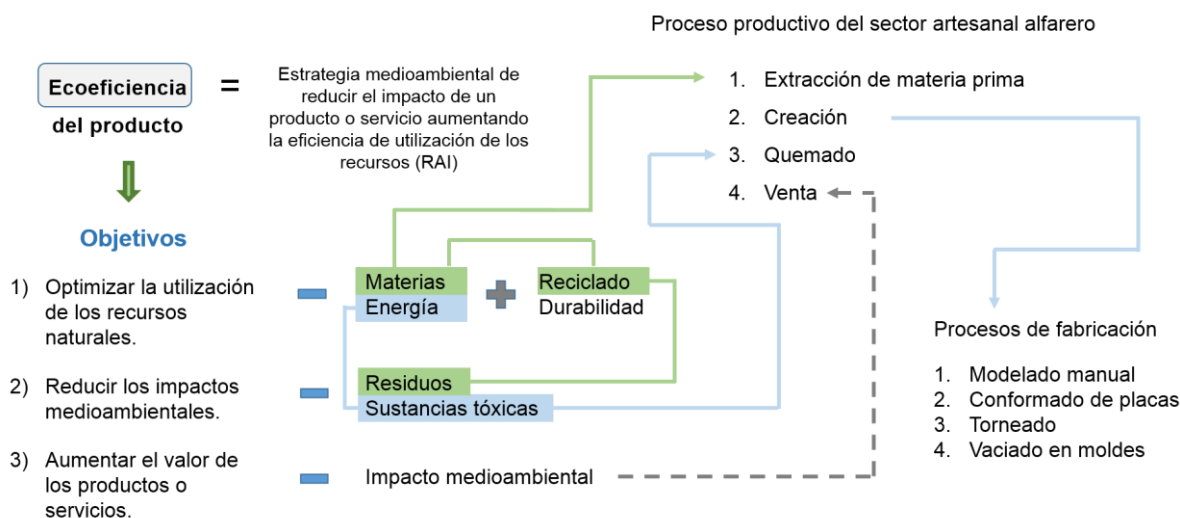 Proceso productivo del sector artesanal alfarero
Ecoeficiencia
del producto
=
Estrategia medioambiental de
reducir el impacto de un
producto o servicio aumentando
la eficiencia de utilización de los
recursos (RAI)
1. Extracción de materia prima
2. Creación
3. Quemado
4. Venta
Objetivos
1) Optimizar la utilización
de los recursos
naturales.
Materias
Energía
Reciclado
Durabilidad
2) Reducir los impactos
medioambientales.
Residuos
Sustancias tóxicas
3) Aumentar el valor de
los productos o
servicios.
Impacto medioambiental
Procesos de fabricación
1. Modelado manual
2. Conformado de placas
3. Torneado
4. Vaciado en moldes